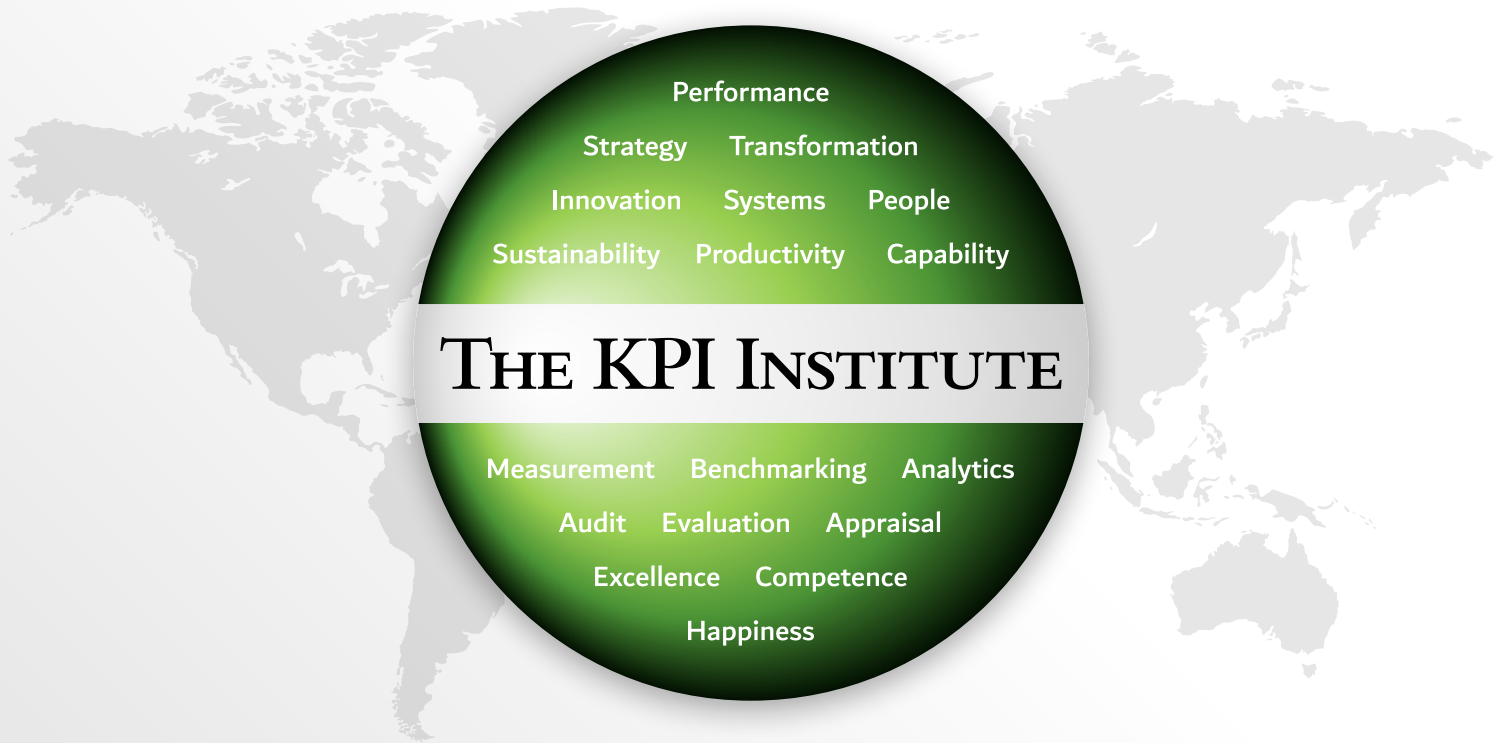 Performance
Strategy Transformation
Innovation Systems People
Sustainability Productivity Capability
The KPI Institute
Measurement Benchmarking Analytics
Audit Evaluation Appraisal
Excellence Competence
Happiness